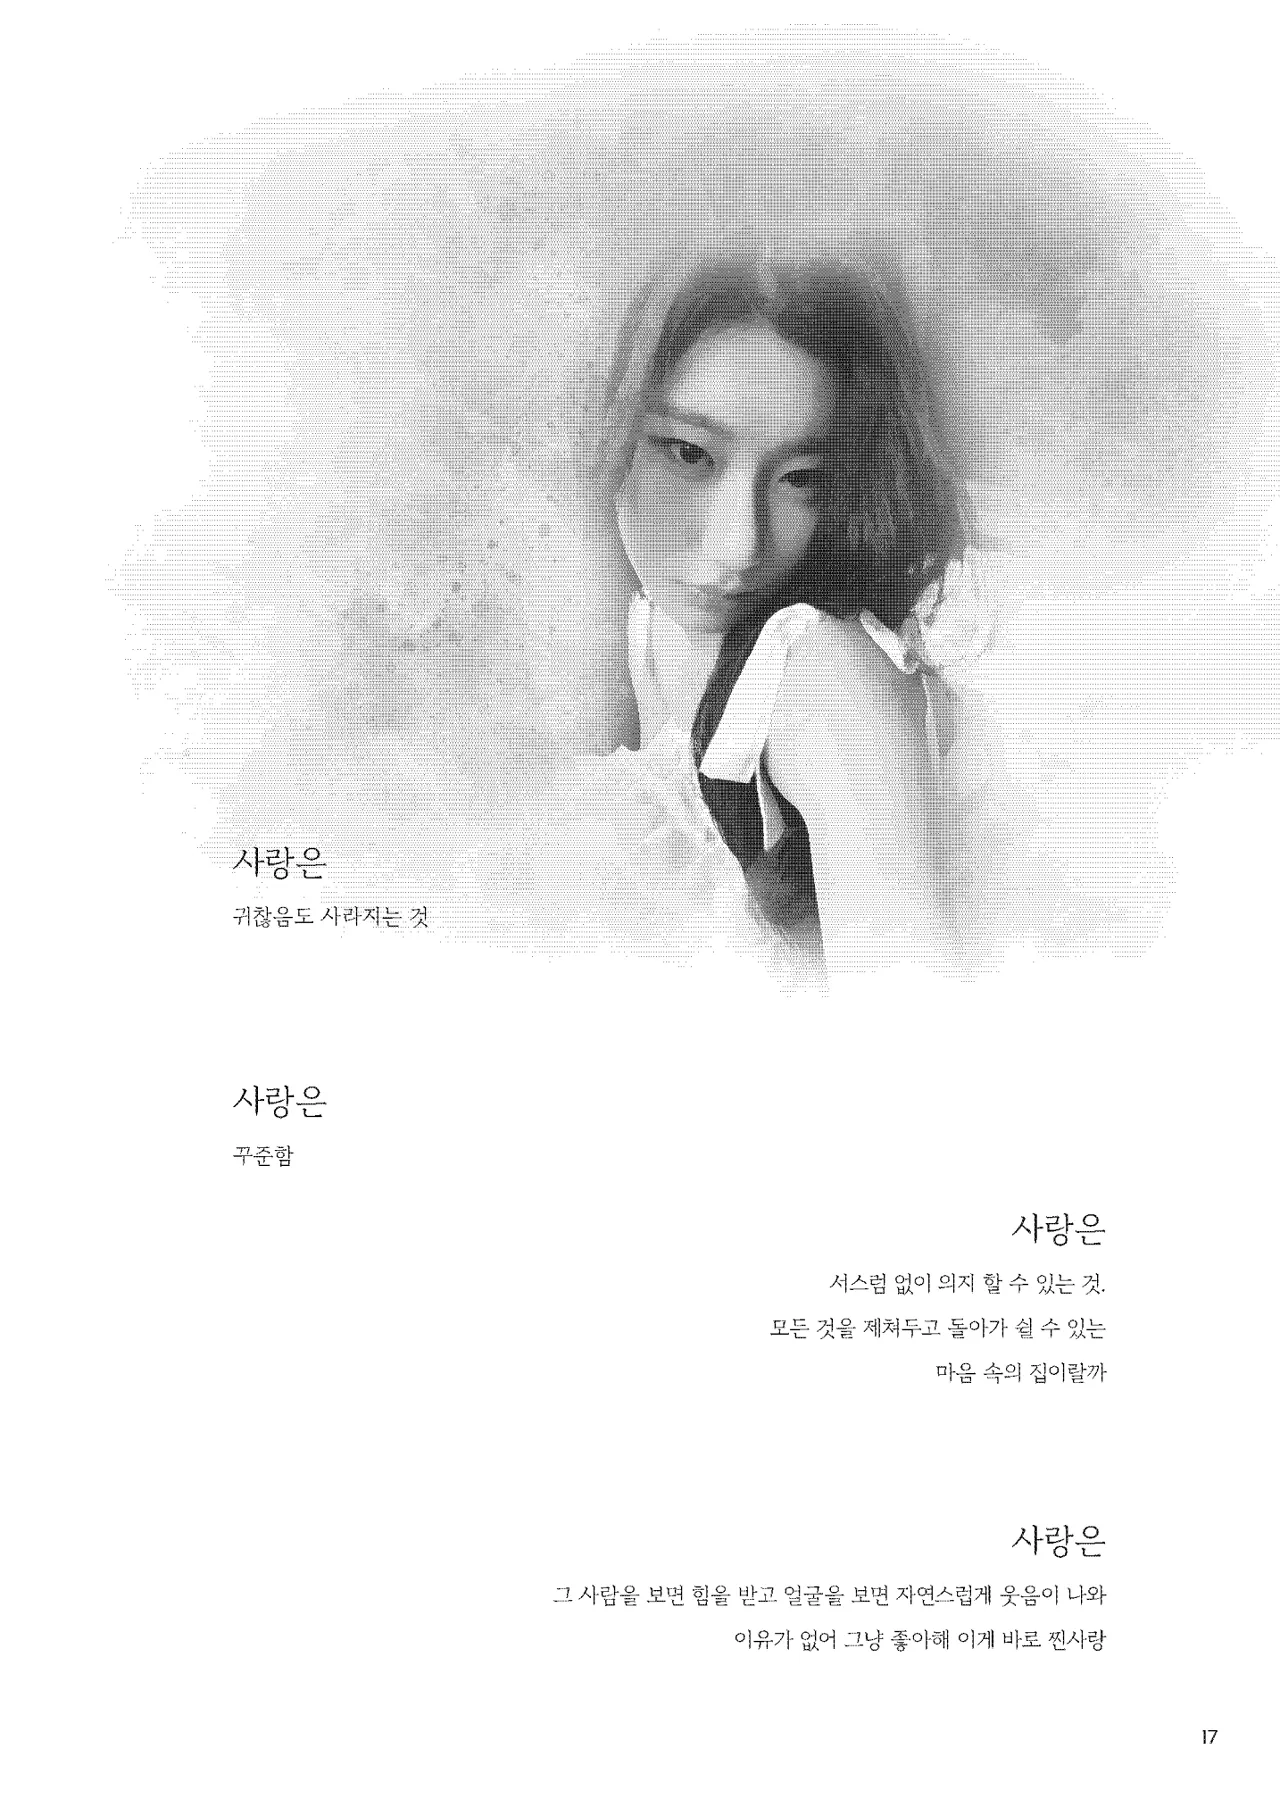 사랑은
귀찮음도 사라지는 것
사랑은
꾸준함
사랑은
서스럼 없이 의지 할 수 있는 것.
모든 것을 제쳐두고 돌아가 쉴 수 있는
마음 속의 집이랄까
사랑은
그 사람을 보면 힘을 받고 얼굴을 보면 자연스럽게 웃음이 나와
이유가 없어 그냥 좋아해 이게 바로 찐사랑
17